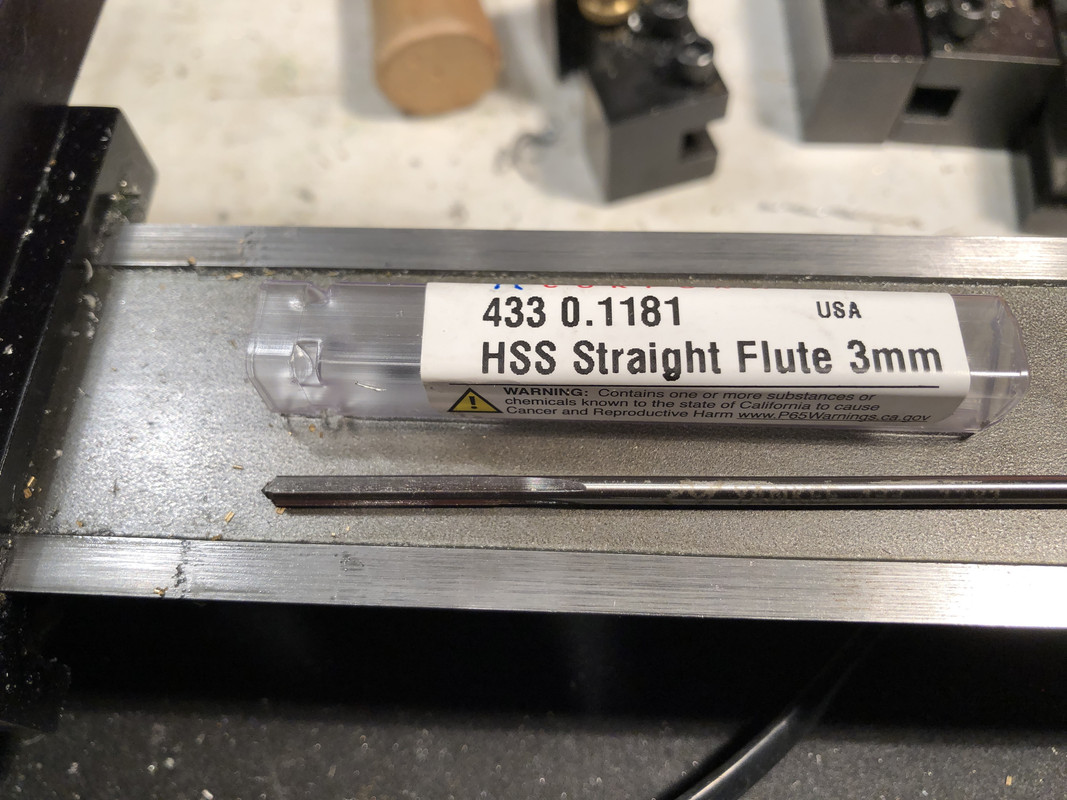 433 0.1181 USA
HSS Straight Flute 3mm
WARNING: Contains one or more substances or
chemicals known to the state of California to cause
Cancer and Reproductive Harm www.P65Warnings.ca.gov